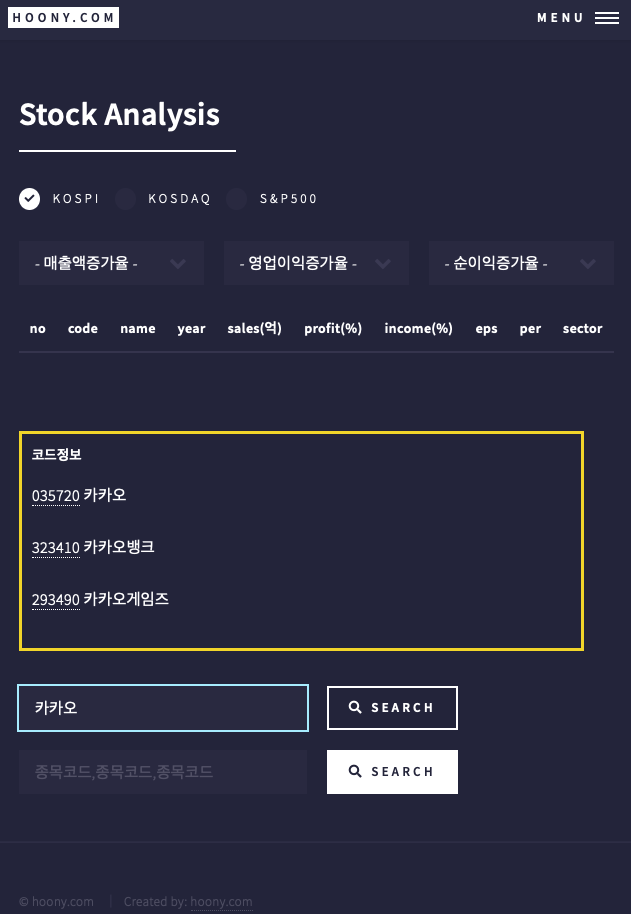 HOONY.COM MENU
Stock Analysis
KOSPI KOSDAQ S&P500
- 매출액증가율 - - 영업이익증가율 - - 순이익증가율 -
no code name year sales(억) profit(%) income(%) eps per sector
코드정보
035720 카카오
323410 카카오뱅크
293490 카카오게임즈
카카오 SEARCH
종목코드,종목코드,종목코드 SEARCH
© hoony.com Created by: hoony.com